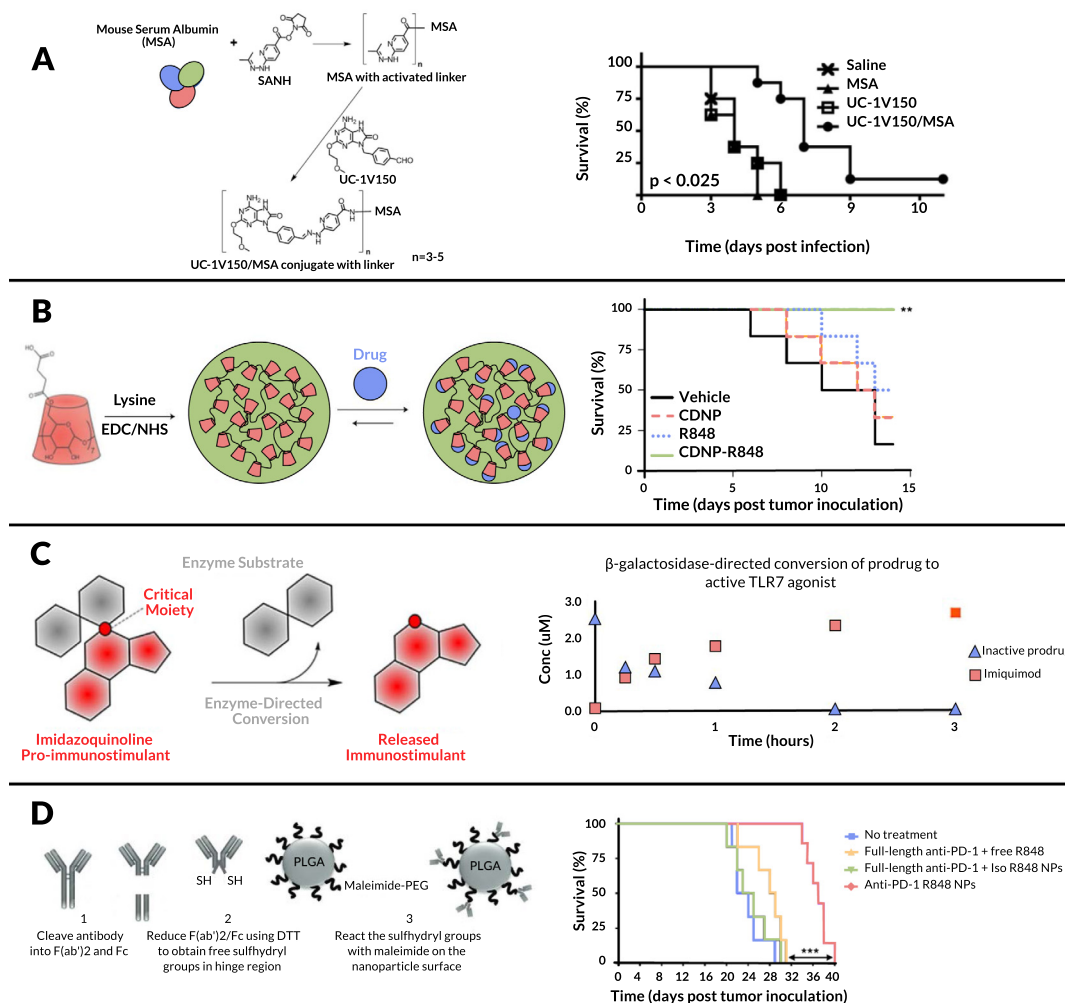 A
Mouse Serum Albumin
(MSA)
+
SANH
MSA
n
MSA with activated linker
UC-1V150
MSA
n
UC-1V150/MSA conjugate with linker
n=3-5
Survival (%)
100
75
50
25
0
3
6
9
10
p < 0.025
Saline
MSA
UC-1V150
UC-1V150/MSA
Time (days post infection)
B
Lysine
EDC/NHS
Drug
Survival (%)
100
75
50
25
0
**
Vehicle
CDNP
R848
CDNP-R848
0
5
10
15
Time (days post tumor inoculation)
C
Enzyme Substrate
Critical
Moiety
Enzyme-Directed
Conversion
Imidazoquinoline
Pro-immunostimulant
Released
Immunostimulant
β-galactosidase-directed conversion of prodrug to
active TLR7 agonist
Conc (uM)
3.0
2.0
1.0
0.0
0
1
2
3
Time (hours)
Inactive prodru
Imiquimod
D
SH SH
PLGA
Maleimide-PEG
PLGA
1
Cleave antibody
into F(ab')2 and Fc
2
Reduce F(ab')2/Fc using DTT
to obtain free sulfhydryl
groups in hinge region
3
React the sulfhydryl groups
with maleimide on the
nanoparticle surface
Survival (%)
100
50
0
***
0 4 8 12 16 20 24 28 32 36 40
Time (days post tumor inoculation)
No treatment
Full-length anti-PD-1 + free R848
Full-length anti-PD-1 + Iso R848 NPs
Anti-PD-1 R848 NPs